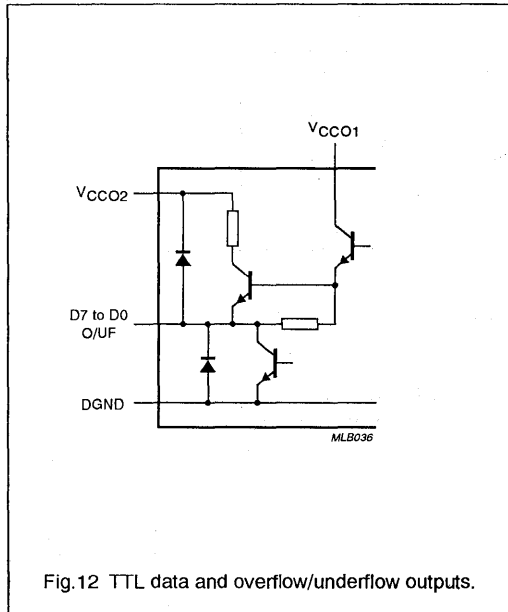 VCCO1
VCCO2
D7 to D0
O/UF
DGND
MLB036
Fig.12 TTL data and overflow/underflow outputs.